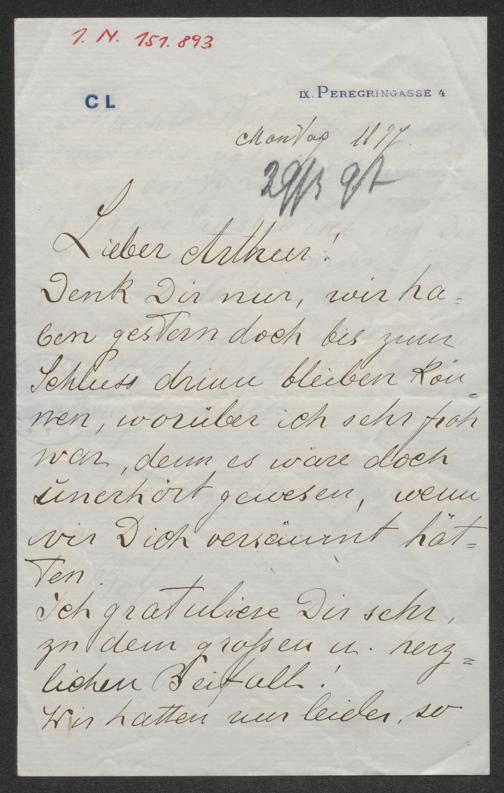 I. N. 151.893
CL
IX. PEREGRINGASSE 4
Montag 1897.
29/3 97
Lieber Arthur!
Denk Dir nur, wir ha=
ben gestern doch bis zum
Schluss drinn bleiben kön=
nen, worüber ich sehr froh
war, denn es wäre doch
unerhört gewesen, wenn
wir Dich versäumt hät=
ten.
Ich gratuliere Dir sehr,
zu dem großen u. herz=
lichen Beifall!
Wir hatten nur leider, so